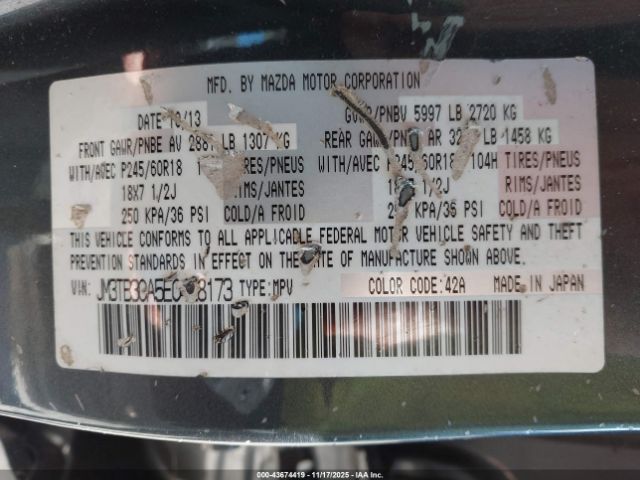 MFD. BY MAZDA MOTOR CORPORATION
DATE /13 GVWR/PNBV 5997 LB 2720 KG
FRONT GAWR/PNBE AV 2881 LB 1307 KG REAR GAWR/PNBE AR LB 1458 KG
WITH/AVEC P245/60R18 TIRES/PNEUS WITH/AVEC P245/60R18 104H TIRES/PNEUS
18X7 1/2J RIMS/JANTES 1/2J RIMS/JANTES
250 KPA/36 PSI COLD/A FROID KPA/36 PSI COLD/A FROID
THIS VEHICLE CONFORMS TO ALL APPLICABLE FEDERAL MOTOR VEHICLE SAFETY AND THEFT
PREVENTION STANDARDS IN EFFECT ON THE DATE OF MANUFACTURE SHOWN ABOVE.
VIN: TYPE: MPV COLOR CODE: 42A MADE IN JAPAN
000-43674419 - 11/17/2025 - IAAI.COM